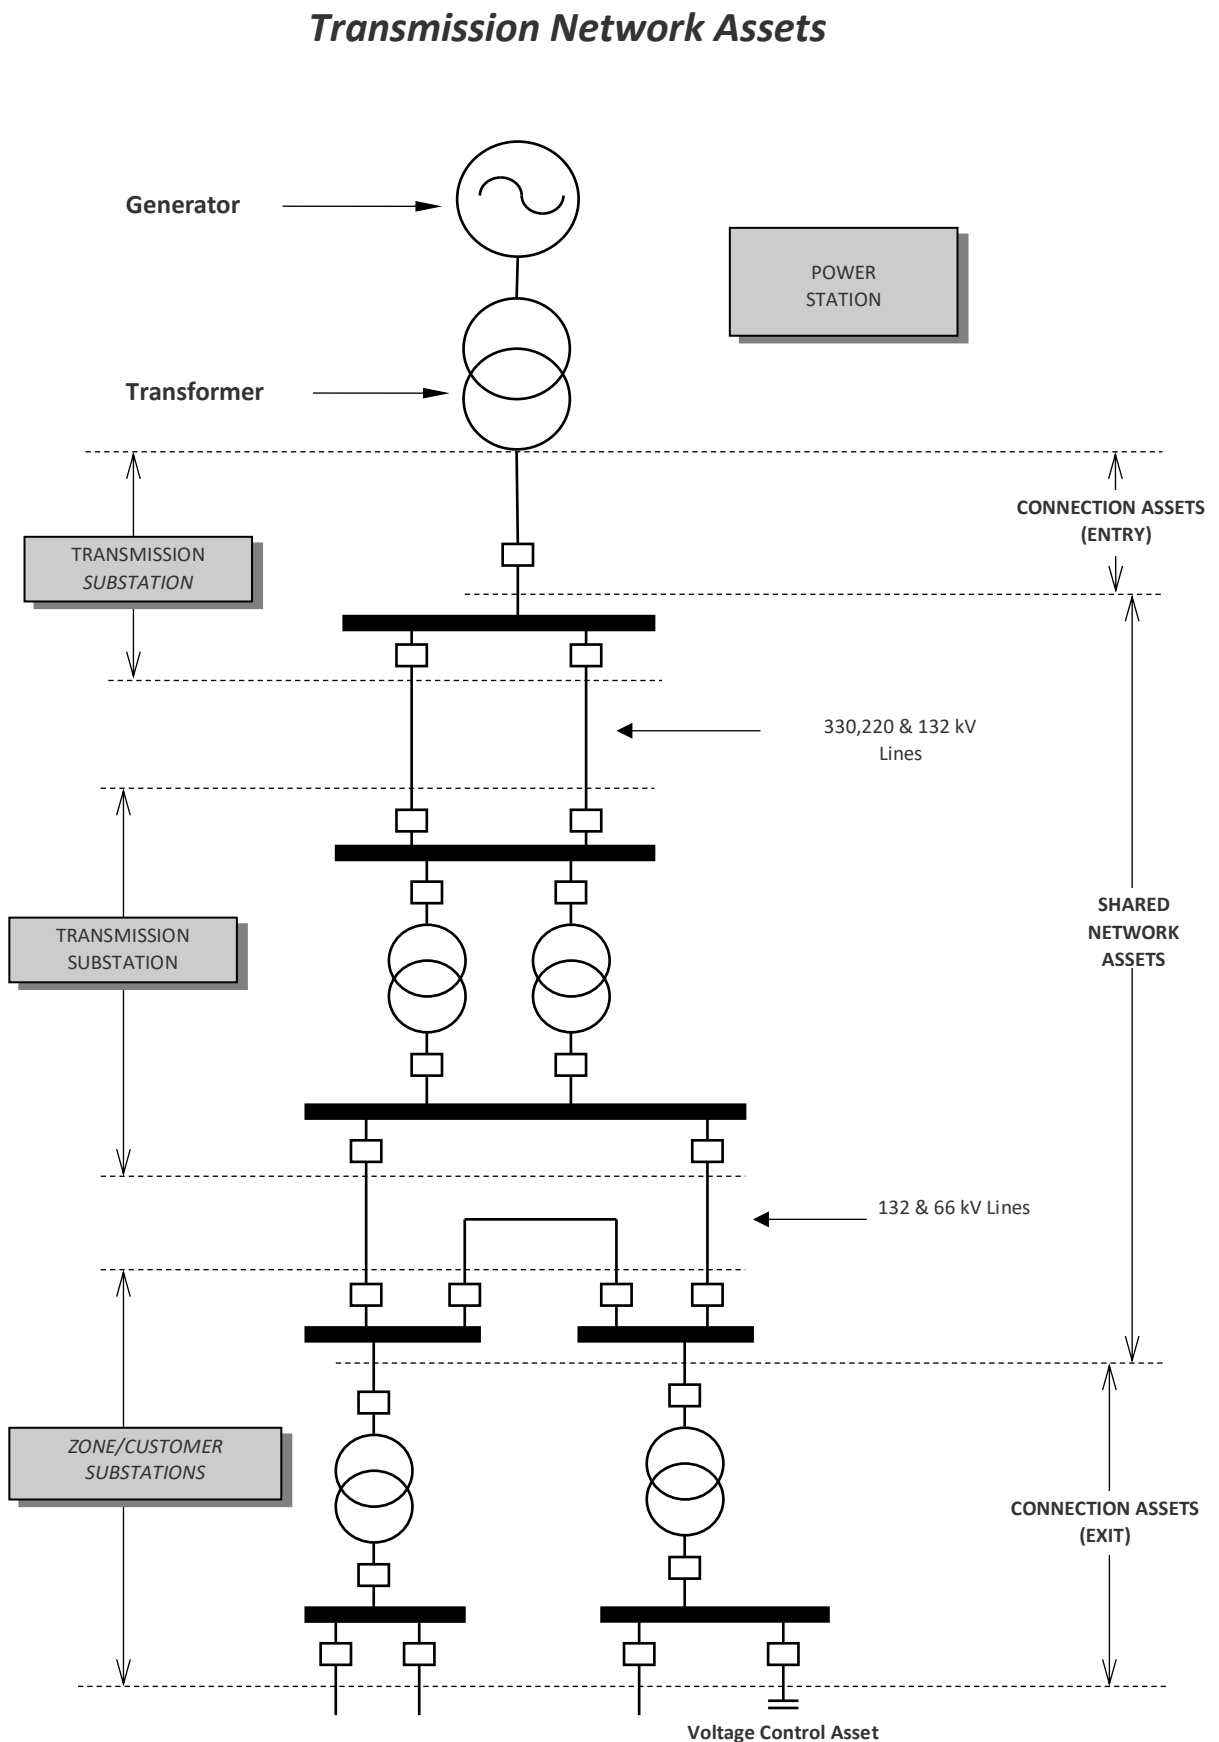 Transmission Network Assets
Generator
POWER
STATION
Transformer
CONNECTION ASSETS
(ENTRY)
TRANSMISSION
SUBSTATION
330,220 & 132 kV
Lines
TRANSMISSION
SUBSTATION
SHARED
NETWORK
ASSETS
132 & 66 kV Lines
ZONE/CUSTOMER
SUBSTATIONS
CONNECTION ASSETS
(EXIT)
Voltage Control Asset